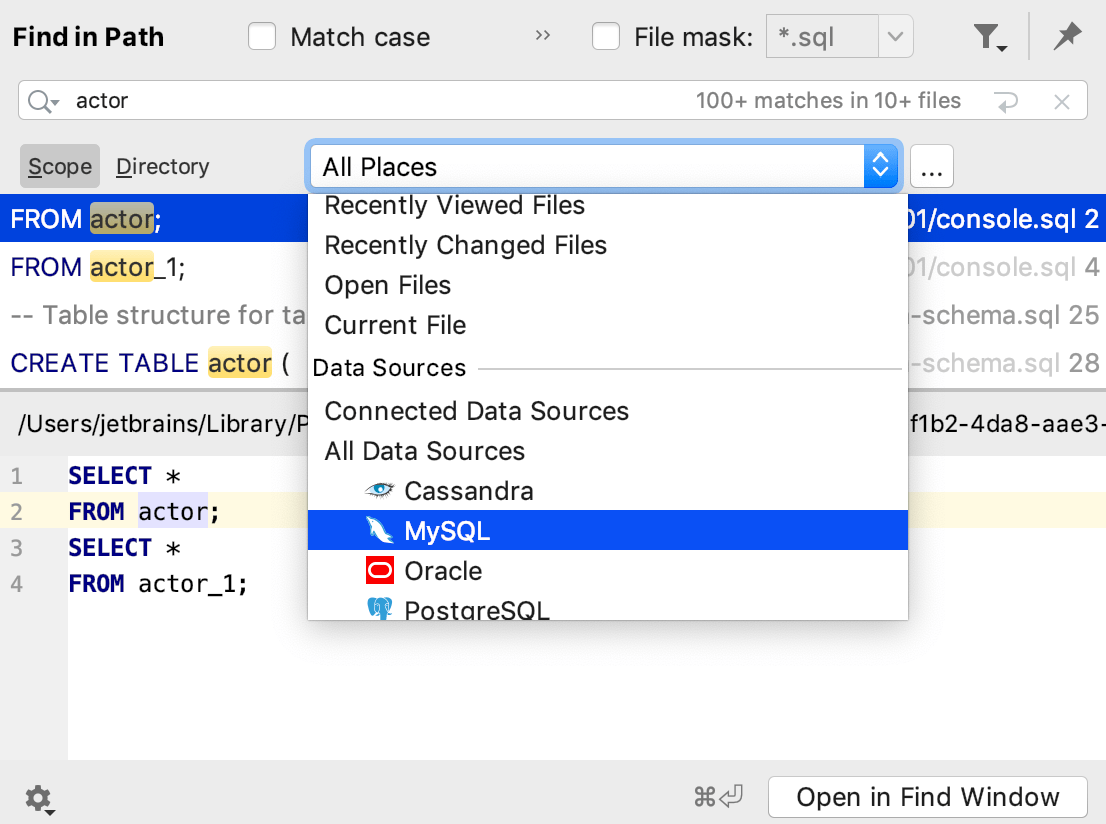 Find in Path Match case >> File mask: *.sql
actor 100+ matches in 10+ files
Scope Directory All Places ...
FROM actor; 01/console.sql 2
FROM actor_1; 01/console.sql 4
-- Table structure for ta -schema.sql 25
CREATE TABLE actor ( -schema.sql 28
Recently Viewed Files
Recently Changed Files
Open Files
Current File
Data Sources
Connected Data Sources
All Data Sources
Cassandra
MySQL
Oracle
PostgreSQL
/Users/jetbrains/Library/P f1b2-4da8-aae3-
1 SELECT *
2 FROM actor;
3 SELECT *
4 FROM actor_1;
⌘⏎ Open in Find Window